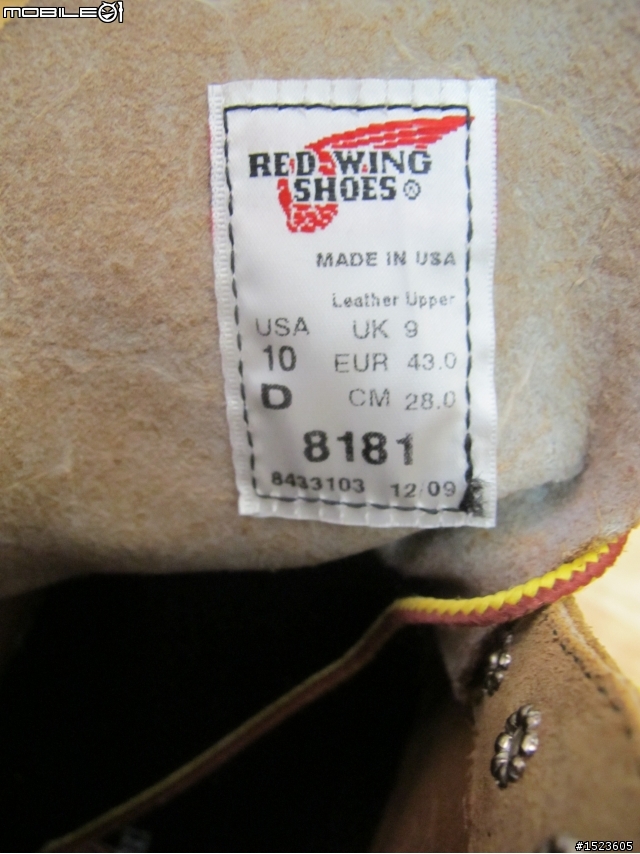 MOBILE01
RED WING
SHOES®
MADE IN USA
Leather Upper
USA UK 9
10 EUR 43.0
D CM 28.0
8181
8433103 12/09
#1523605